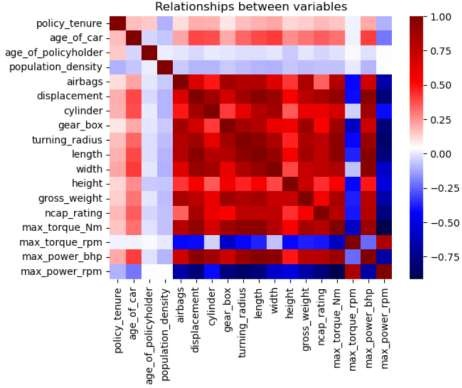 Relationships between variables
policy_tenure
age_of_car
age_of_policyholder
population_density
airbags
displacement
cylinder
gear_box
turning_radius
length
width
height
gross_weight
ncap_rating
max_torque_Nm
max_torque_rpm
max_power_bhp
max_power_rpm
policy_tenure
age_of_car
age_of_policyholder
population_density
airbags
displacement
cylinder
gear_box
turning_radius
length
width
height
gross_weight
ncap_rating
max_torque_Nm
max_torque_rpm
max_power_bhp
max_power_rpm
1.00
0.75
0.50
0.25
0.00
−0.25
−0.50
−0.75